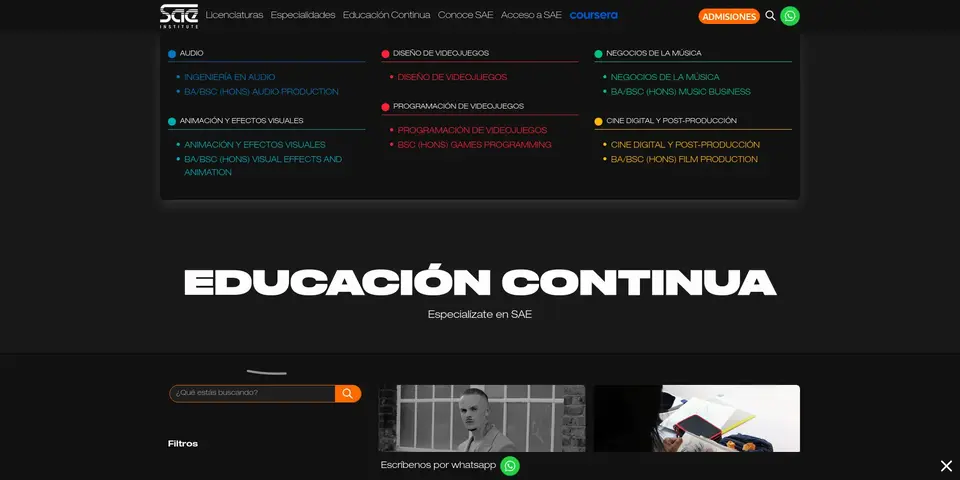 sae
INSTITUTE
Licenciaturas Especialidades Educación Continua Conoce SAE Acceso a SAE coursera
ADMISIONES
AUDIO
INGENIERÍA EN AUDIO
BA/BSC (HONS) AUDIO PRODUCTION
ANIMACIÓN Y EFECTOS VISUALES
ANIMACIÓN Y EFECTOS VISUALES
BA/BSC (HONS) VISUAL EFFECTS AND
ANIMATION
DISEÑO DE VIDEOJUEGOS
DISEÑO DE VIDEOJUEGOS
PROGRAMACIÓN DE VIDEOJUEGOS
PROGRAMACIÓN DE VIDEOJUEGOS
BSC (HONS) GAMES PROGRAMMING
NEGOCIOS DE LA MÚSICA
NEGOCIOS DE LA MÚSICA
BA/BSC (HONS) MUSIC BUSINESS
CINE DIGITAL Y POST-PRODUCCIÓN
CINE DIGITAL Y POST-PRODUCCIÓN
BA/BSC (HONS) FILM PRODUCTION
EDUCACIÓN CONTINUA
Especialízate en SAE
¿Qué estás buscando?
Filtros
Escríbenos por whatsapp